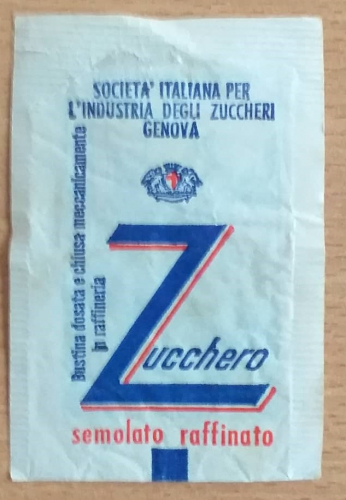 SOCIETA' ITALIANA PER
L'INDUSTRIA DEGLI ZUCCHERI
GENOVA
Bustina dosata e chiusa meccanicamente
in raffineria
Zucchero
semolato raffinato